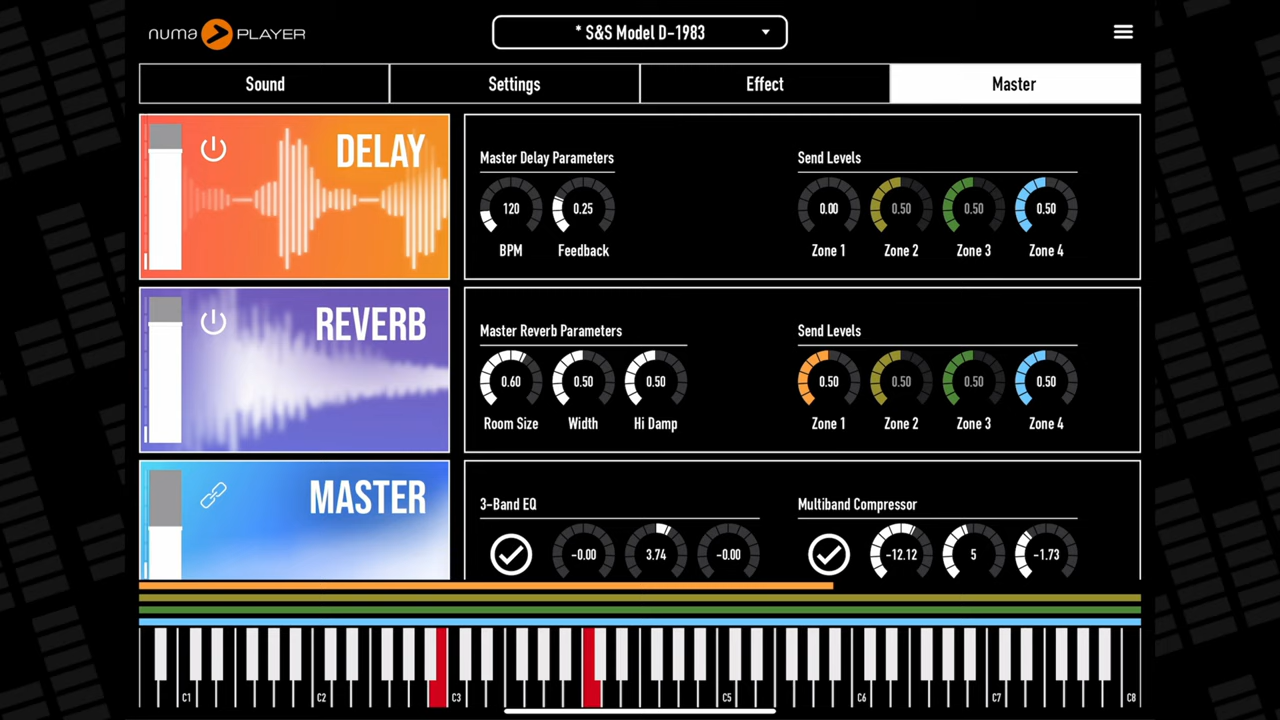 numa PLAYER
* S&S Model D-1983
Sound Settings Effect Master
DELAY
Master Delay Parameters
120 0.25
BPM Feedback
Send Levels
0.00 0.50 0.50 0.50
Zone 1 Zone 2 Zone 3 Zone 4
REVERB
Master Reverb Parameters
0.60 0.50 0.50
Room Size Width Hi Damp
Send Levels
0.50 0.50 0.50 0.50
Zone 1 Zone 2 Zone 3 Zone 4
MASTER
3-Band EQ
-0.00 3.74 -0.00
Multiband Compressor
-12.12 5 -1.73
C1 C2 C3 C5 C6 C7 C8